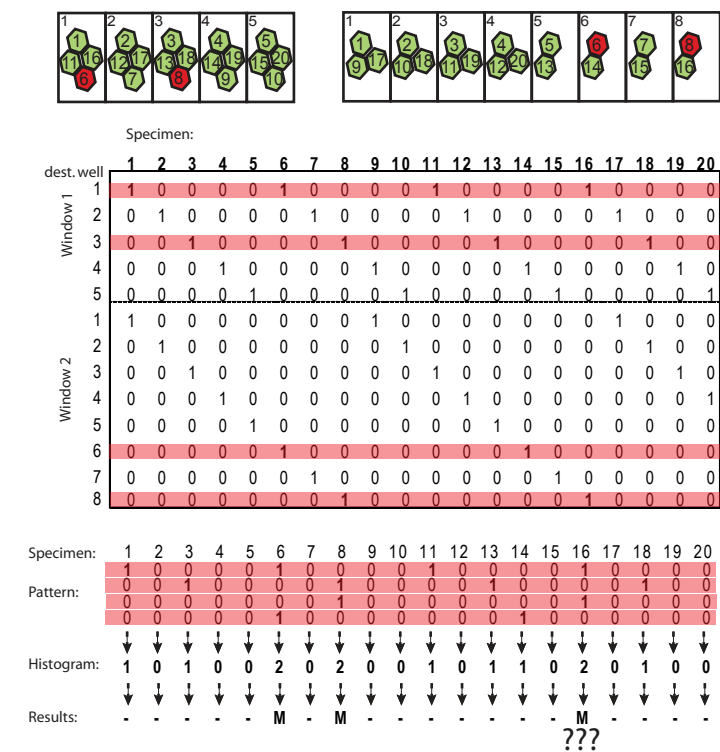 1 2 3 4 5 1 2 3 4 5 6 7 8
1 2 3 4 5 1 2 3 4 5 6 7 8
11 16 12 17 13 18 14 19 15 20 9 17 10 18 11 19 12 20 13 14 15 16
6 7 8 9 10
Specimen:
dest. well 1 2 3 4 5 6 7 8 9 10 11 12 13 14 15 16 17 18 19 20
Window 1
1 1 0 0 0 0 1 0 0 0 0 1 0 0 0 0 1 0 0 0 0
2 0 1 0 0 0 0 1 0 0 0 0 1 0 0 0 0 1 0 0 0
3 0 0 1 0 0 0 0 1 0 0 0 0 1 0 0 0 0 1 0 0
4 0 0 0 1 0 0 0 0 1 0 0 0 0 1 0 0 0 0 1 0
5 0 0 0 0 1 0 0 0 0 1 0 0 0 0 1 0 0 0 0 1
Window 2
1 1 0 0 0 0 0 0 0 1 0 0 0 0 0 0 0 1 0 0 0
2 0 1 0 0 0 0 0 0 0 1 0 0 0 0 0 0 0 1 0 0
3 0 0 1 0 0 0 0 0 0 0 1 0 0 0 0 0 0 0 1 0
4 0 0 0 1 0 0 0 0 0 0 0 1 0 0 0 0 0 0 0 1
5 0 0 0 0 1 0 0 0 0 0 0 0 1 0 0 0 0 0 0 0
6 0 0 0 0 0 1 0 0 0 0 0 0 0 1 0 0 0 0 0 0
7 0 0 0 0 0 0 1 0 0 0 0 0 0 0 1 0 0 0 0 0
8 0 0 0 0 0 0 0 1 0 0 0 0 0 0 0 1 0 0 0 0
Specimen: 1 2 3 4 5 6 7 8 9 10 11 12 13 14 15 16 17 18 19 20
Pattern:
1 0 0 0 0 1 0 0 0 0 1 0 0 0 0 1 0 0 0 0
0 0 1 0 0 0 0 1 0 0 0 0 1 0 0 0 0 1 0 0
0 0 0 0 0 0 0 1 0 0 0 0 0 0 0 1 0 0 0 0
0 0 0 0 0 1 0 0 0 0 0 0 0 1 0 0 0 0 0 0
Histogram: 1 0 1 0 0 2 0 2 0 0 1 0 1 1 0 2 0 1 0 0
Results: - - - - - M - M - - - - - - - M - - - -
???